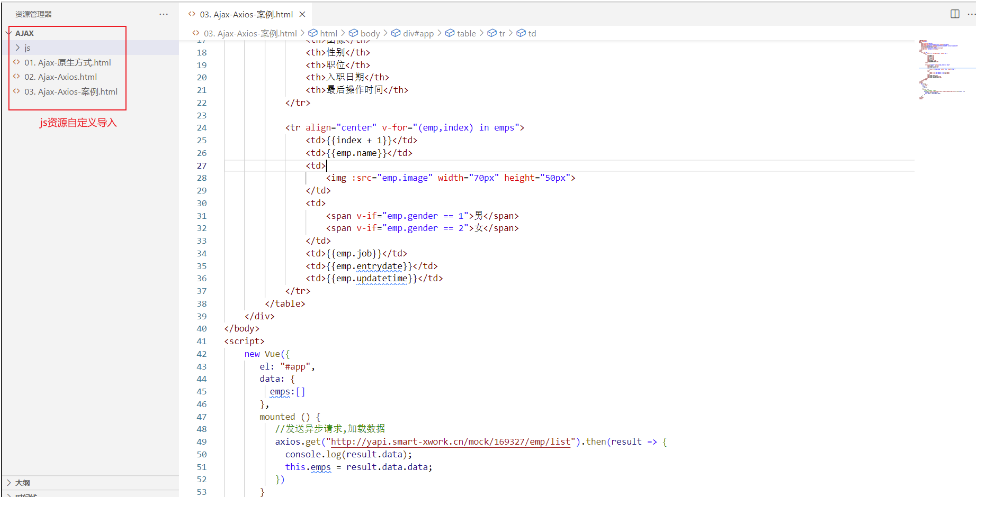 资源管理器
AJAX
js
01. Ajax-原生方式.html
02. Ajax-Axios.html
03. Ajax-Axios-案例.html
js资源自定义导入
大纲
03. Ajax-Axios-案例.html
03. Ajax-Axios-案例.html > html > body > div#app > table > tr > td
17 <th>图像</th>
18 <th>性别</th>
19 <th>职位</th>
20 <th>入职日期</th>
21 <th>最后操作时间</th>
22 </tr>
23
24 <tr align="center" v-for="(emp,index) in emps">
25 <td>{{index + 1}}</td>
26 <td>{{emp.name}}</td>
27 <td>
28 <img :src="emp.image" width="70px" height="50px">
29 </td>
30 <td>
31 <span v-if="emp.gender == 1">男</span>
32 <span v-if="emp.gender == 2">女</span>
33 </td>
34 <td>{{emp.job}}</td>
35 <td>{{emp.entrydate}}</td>
36 <td>{{emp.updatetime}}</td>
37 </tr>
38 </table>
39 </div>
40 </body>
41 <script>
42 new Vue({
43 el: "#app",
44 data: {
45 emps:[]
46 },
47 mounted () {
48 //发送异步请求,加载数据
49 axios.get("http://yapi.smart-xwork.cn/mock/169327/emp/list").then(result => {
50 console.log(result.data);
51 this.emps = result.data.data;
52 })
53 }